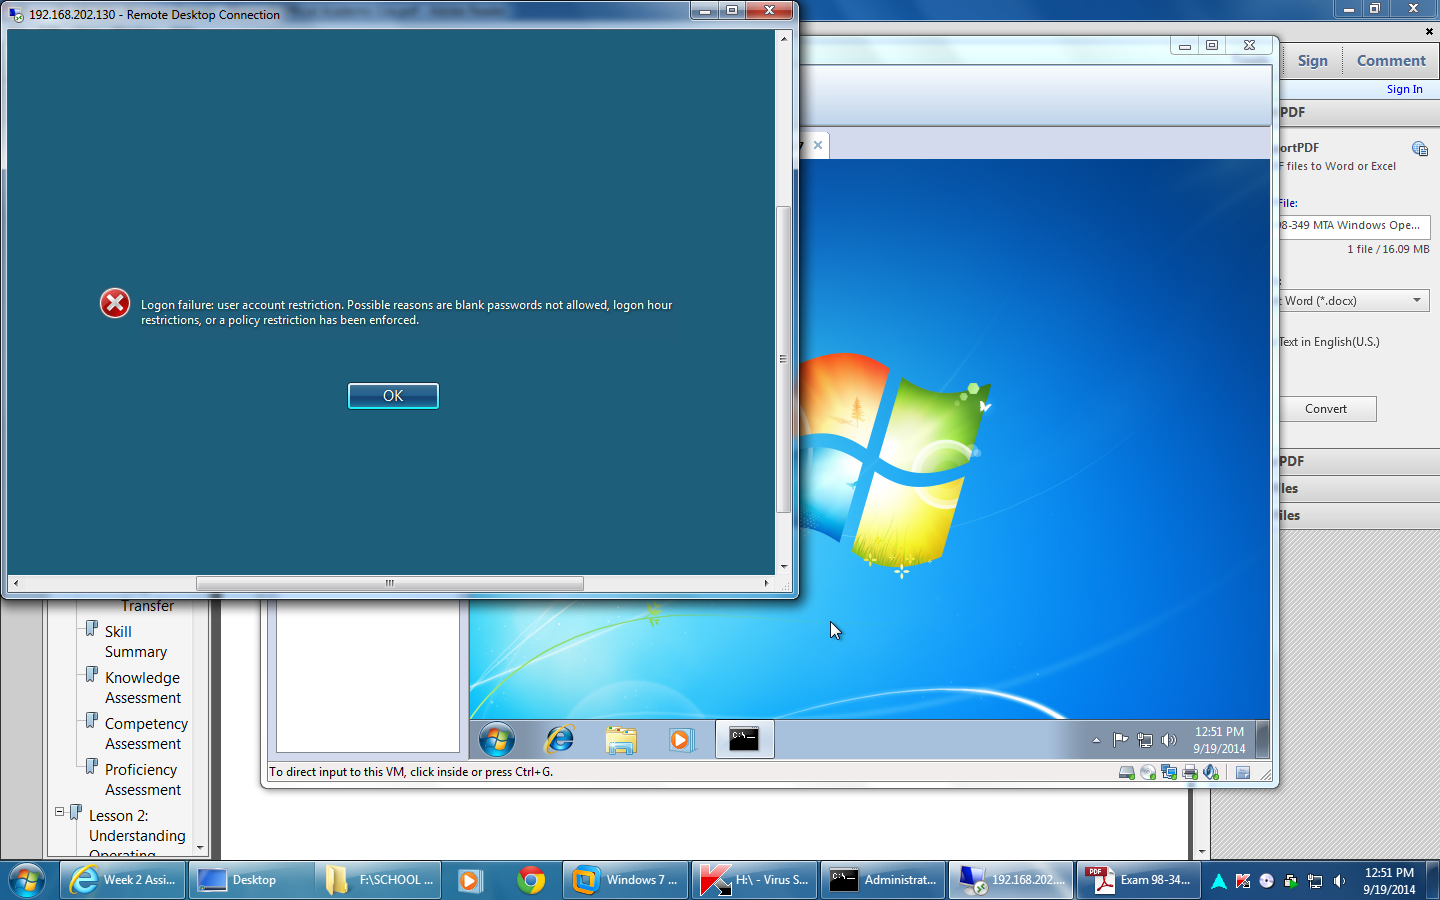 192.168.202.130 - Remote Desktop Connection
Logon failure: user account restriction. Possible reasons are blank passwords not allowed, logon hour
restrictions, or a policy restriction has been enforced.
OK
Sign
Comment
Sign In
PDF
ortPDF
F files to Word or Excel
File:
98-349 MTA Windows Ope...
1 file / 16.09 MB
Word (*.docx)
Text in English(U.S.)
Convert
PDF
les
iles
Transfer
Skill
Summary
Knowledge
Assessment
Competency
Assessment
Proficiency
Assessment
Lesson 2:
Understanding
Operating
12:51 PM
9/19/2014
To direct input to this VM, click inside or press Ctrl+G.
Week 2 Assi...
Desktop
F:\SCHOOL ...
Windows 7 ...
H:\ - Virus S...
Administrat...
192.168.202....
Exam 98-34...
12:51 PM
9/19/2014